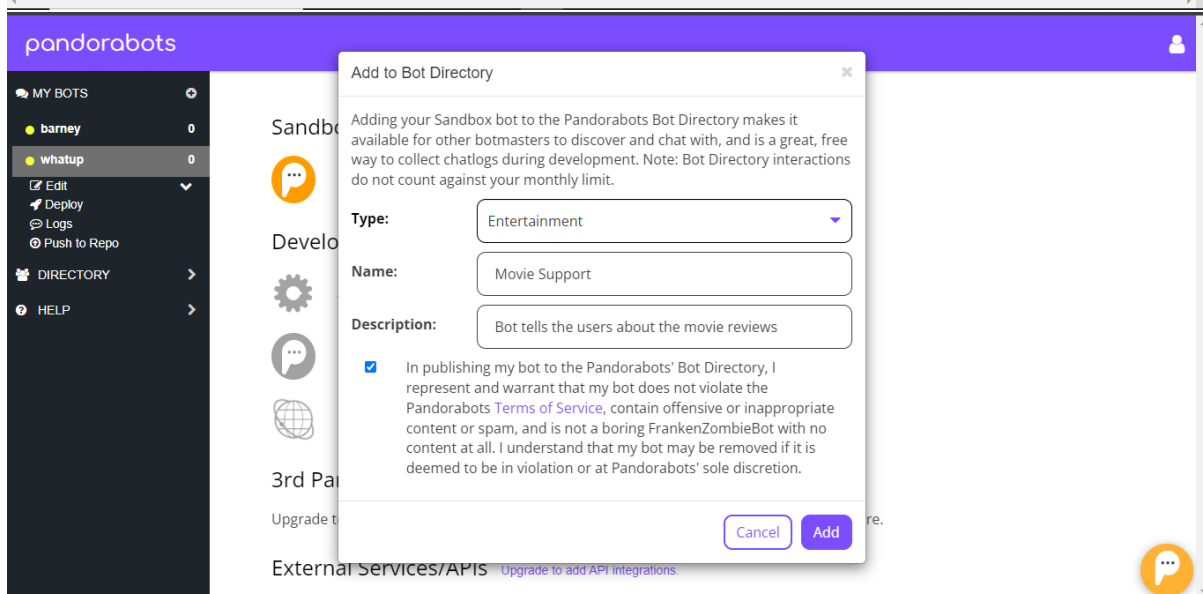 pandorabots
MY BOTS
barney 0
whatup 0
Edit
Deploy
Logs
Push to Repo
DIRECTORY
HELP
Add to Bot Directory
Adding your Sandbox bot to the Pandorabots Bot Directory makes it
available for other botmasters to discover and chat with, and is a great, free
way to collect chatlogs during development. Note: Bot Directory interactions
do not count against your monthly limit.
Type: Entertainment
Name: Movie Support
Description: Bot tells the users about the movie reviews
In publishing my bot to the Pandorabots' Bot Directory, I
represent and warrant that my bot does not violate the
Pandorabots Terms of Service, contain offensive or inappropriate
content or spam, and is not a boring FrankenZombieBot with no
content at all. I understand that my bot may be removed if it is
deemed to be in violation or at Pandorabots' sole discretion.
Cancel Add
Sandbo
Develo
3rd Pa
Upgrade t re.
External Services/APIs Upgrade to add API integrations.